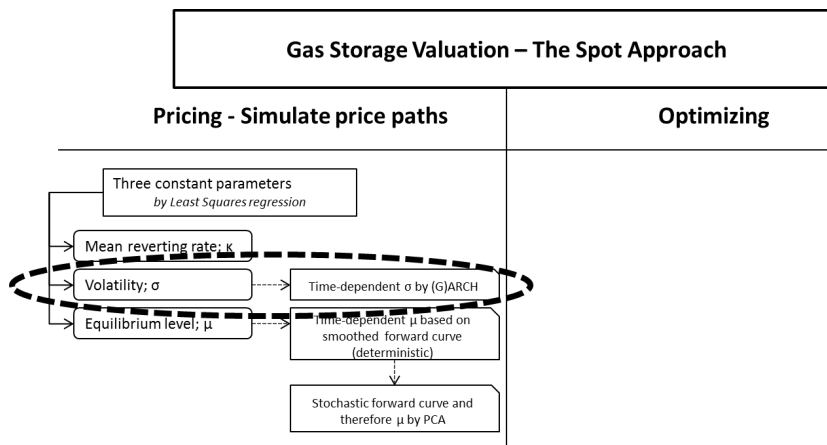 Gas Storage Valuation – The Spot Approach
Pricing - Simulate price paths
Optimizing
Three constant parameters
by Least Squares regression
Mean reverting rate; κ
Volatility; σ
Time-dependent σ by (G)ARCH
Equilibrium level; μ
Time-dependent μ based on
smoothed forward curve
(deterministic)
Stochastic forward curve and
therefore μ by PCA